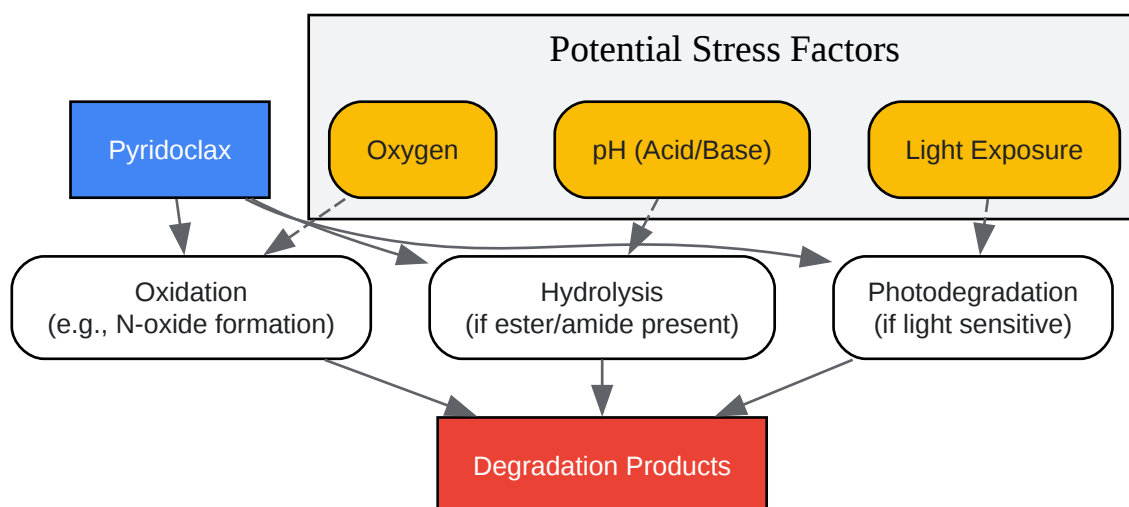 Potential Stress Factors
Pyridoclax
Oxygen
pH (Acid/Base)
Light Exposure
Oxidation
(e.g., N-oxide formation)
Hydrolysis
(if ester/amide present)
Photodegradation
(if light sensitive)
Degradation Products